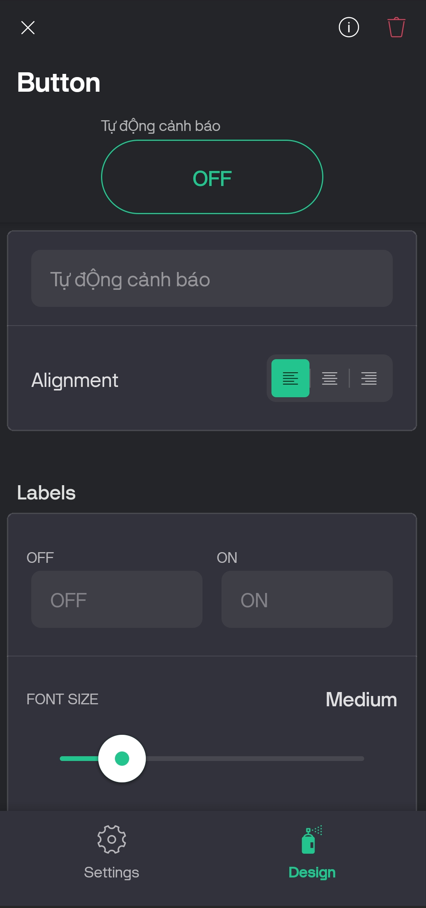 Button
Tự đỘng cảnh báo
OFF
Tự đỘng cảnh báo
Alignment
Labels
OFF ON
OFF ON
FONT SIZE Medium
Settings Design